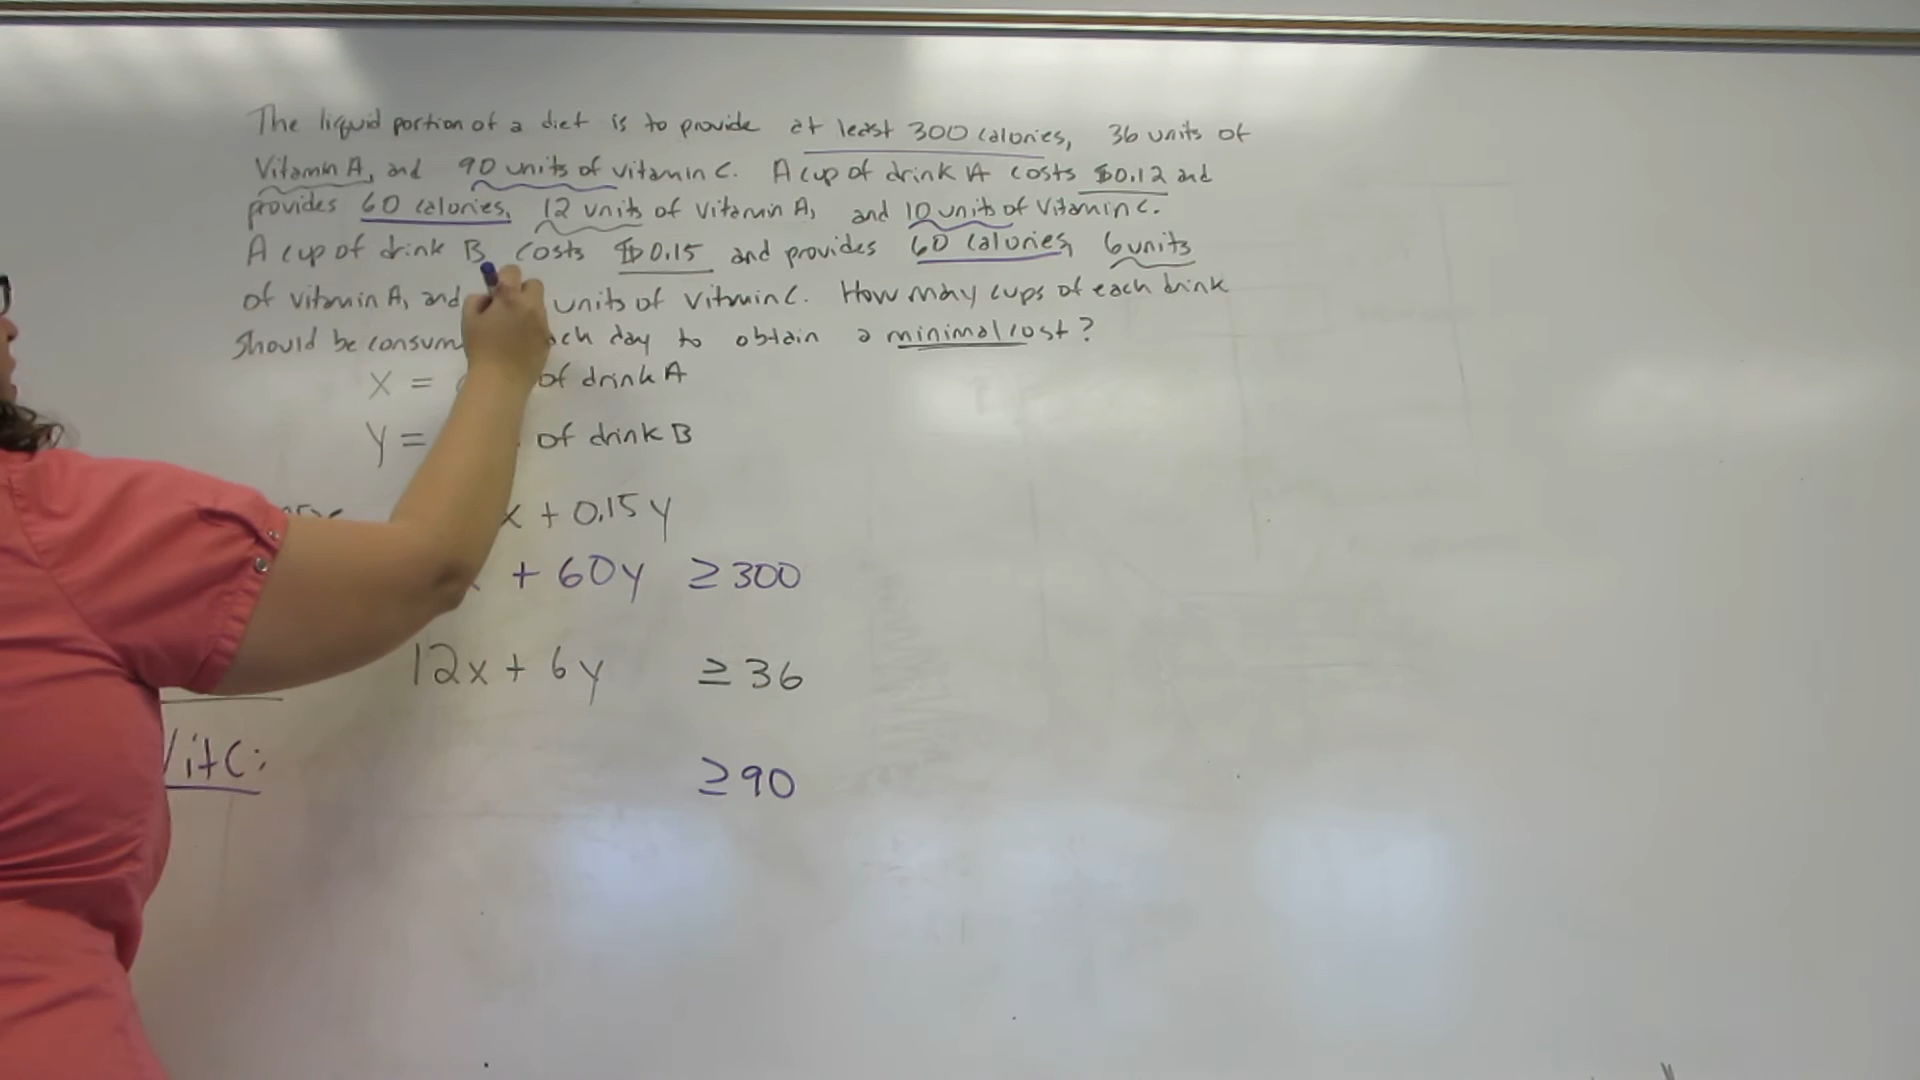 The liquid portion of a diet is to provide at least 300 calories, 36 units of
Vitamin A, and 90 units of vitamin C. A cup of drink A costs $0.12 and
provides 60 calories, 12 units of vitamin A, and 10 units of Vitamin C.
A cup of drink B costs $0.15 and provides 60 calories, 6 units
of vitamin A, and units of vitamin C. How may cups of each drink
should be day to obtain a minimal cost?
X = of drink A
Y = of drink B
x + 0.15y
+ 60y ≥ 300
12x + 6y ≥ 36
Vit C: ≥ 90